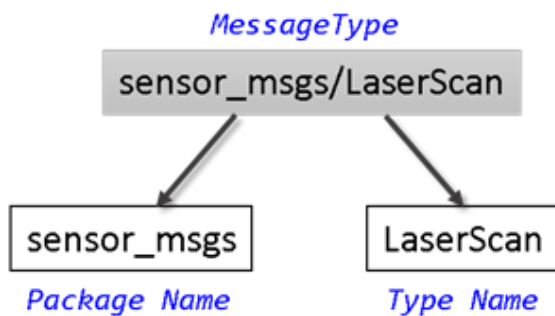 MessageType
sensor_msgs/LaserScan
sensor_msgs
LaserScan
Package Name
Type Name